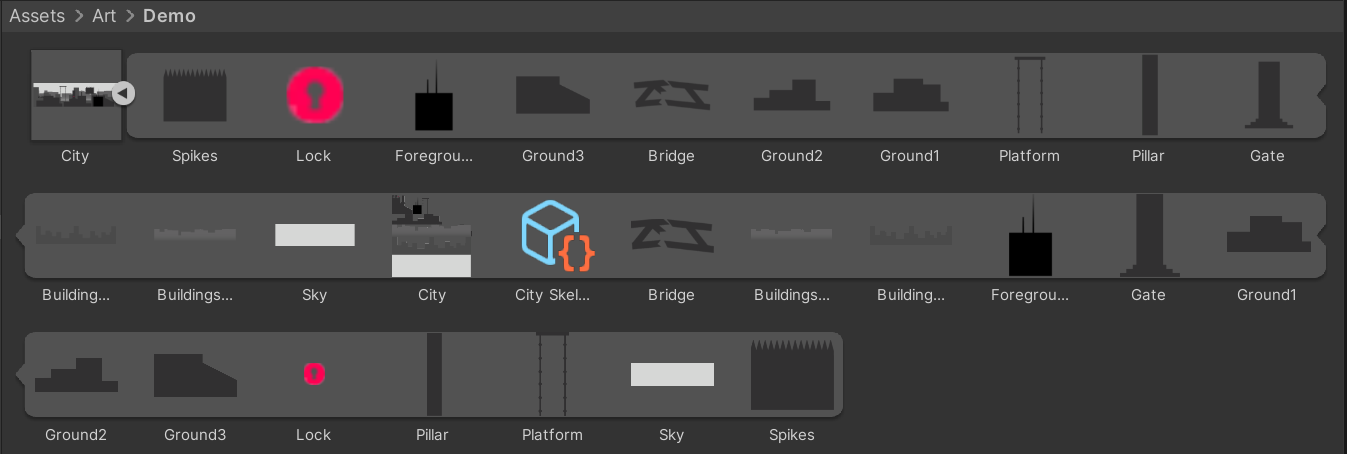 Assets > Art > Demo
City Spikes Lock Foregrou... Ground3 Bridge Ground2 Ground1 Platform Pillar Gate
Building... Buildings... Sky City City Skel... Bridge Buildings... Building... Foregrou... Gate Ground1
Ground2 Ground3 Lock Pillar Platform Sky Spikes